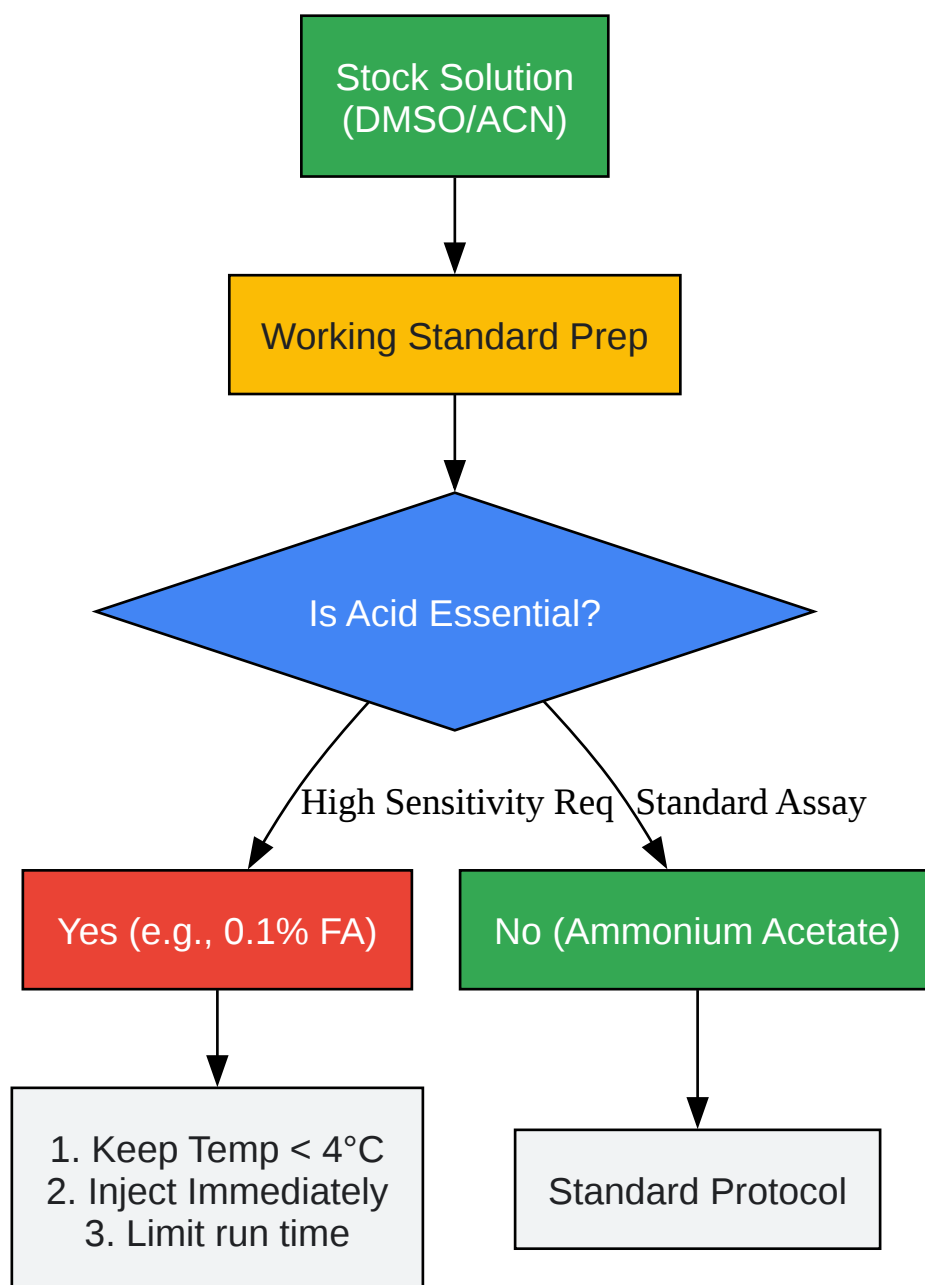 Stock Solution
(DMSO/ACN)
Working Standard Prep
Is Acid Essential?
High Sensitivity Req
Standard Assay
Yes (e.g., 0.1% FA)
No (Ammonium Acetate)
1. Keep Temp < 4°C
2. Inject Immediately
3. Limit run time
Standard Protocol